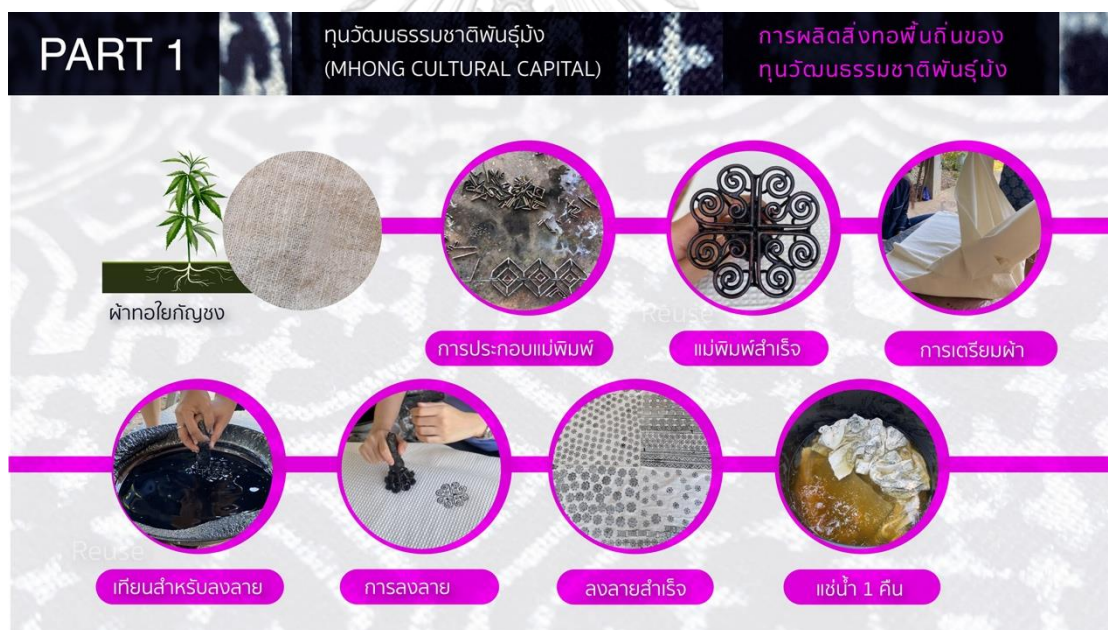 PART 1
ทุนวัฒนธรรมชาติพันธุ์ม้ง
(MHONG CULTURAL CAPITAL)
การผลิตสิ่งทอพื้นถิ่นของ
ทุนวัฒนธรรมชาติพันธุ์ม้ง
ผ้าทอใยกัญชง
การประกอบแม่พิมพ์
แม่พิมพ์สำเร็จ
การเตรียมผ้า
Reuse
เทียนสำหรับลงลาย
การลงลาย
ลงลายสำเร็จ
แช่น้ำ 1 คืน
Reuse